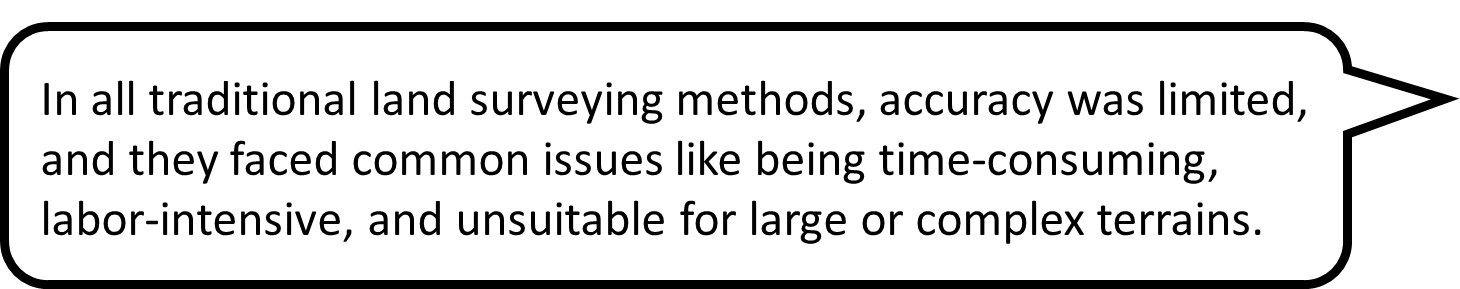 In all traditional land surveying methods, accuracy was limited,
and they faced common issues like being time-consuming,
labor-intensive, and unsuitable for large or complex terrains.